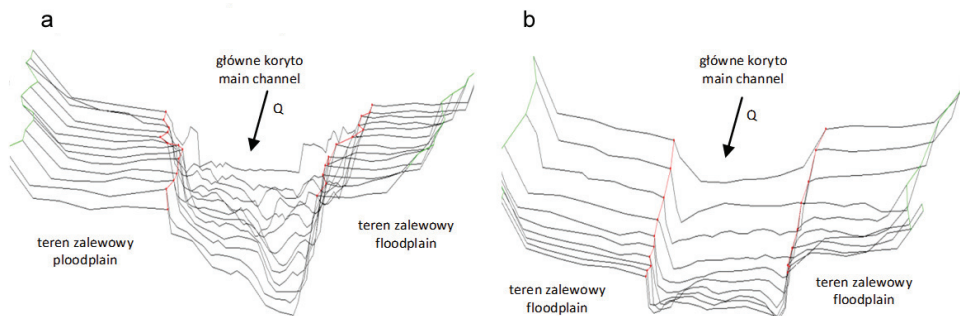 a
główne koryto
main channel
Q
teren zalewowy
ploodplain
teren zalewowy
floodplain
b
główne koryto
main channel
Q
teren zalewowy
floodplain
teren zalewowy
floodplain